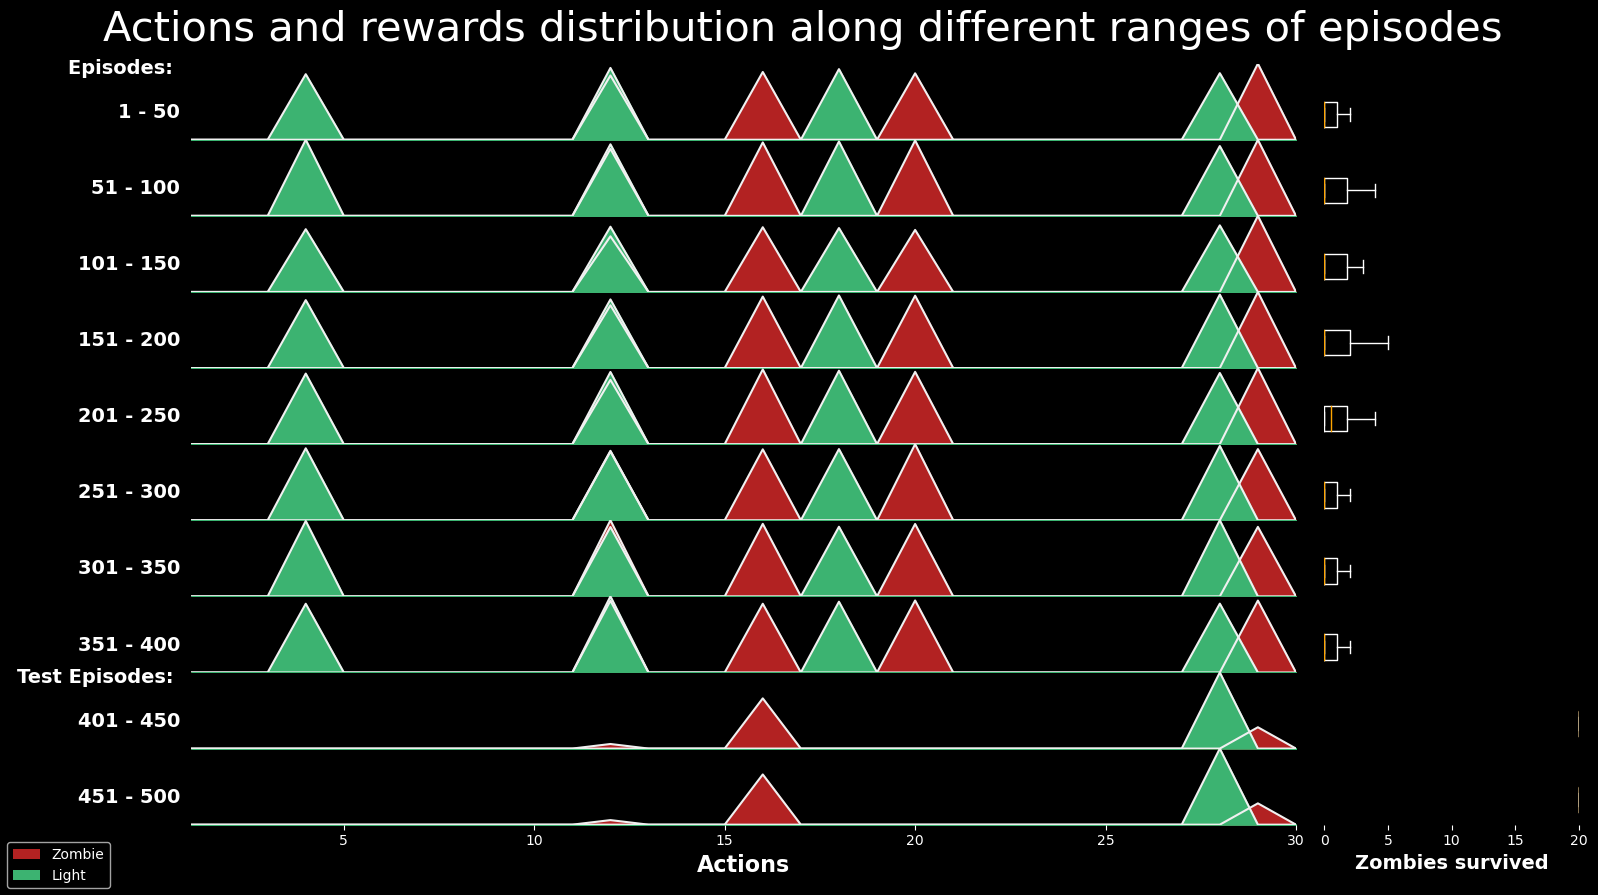 Actions and rewards distribution along different ranges of episodes
Episodes:
1 - 50
51 - 100
101 - 150
151 - 200
201 - 250
251 - 300
301 - 350
351 - 400
Test Episodes:
401 - 450
451 - 500
5 10 15 20 25 30
0 5 10 15 20
Actions
Zombies survived
Zombie
Light